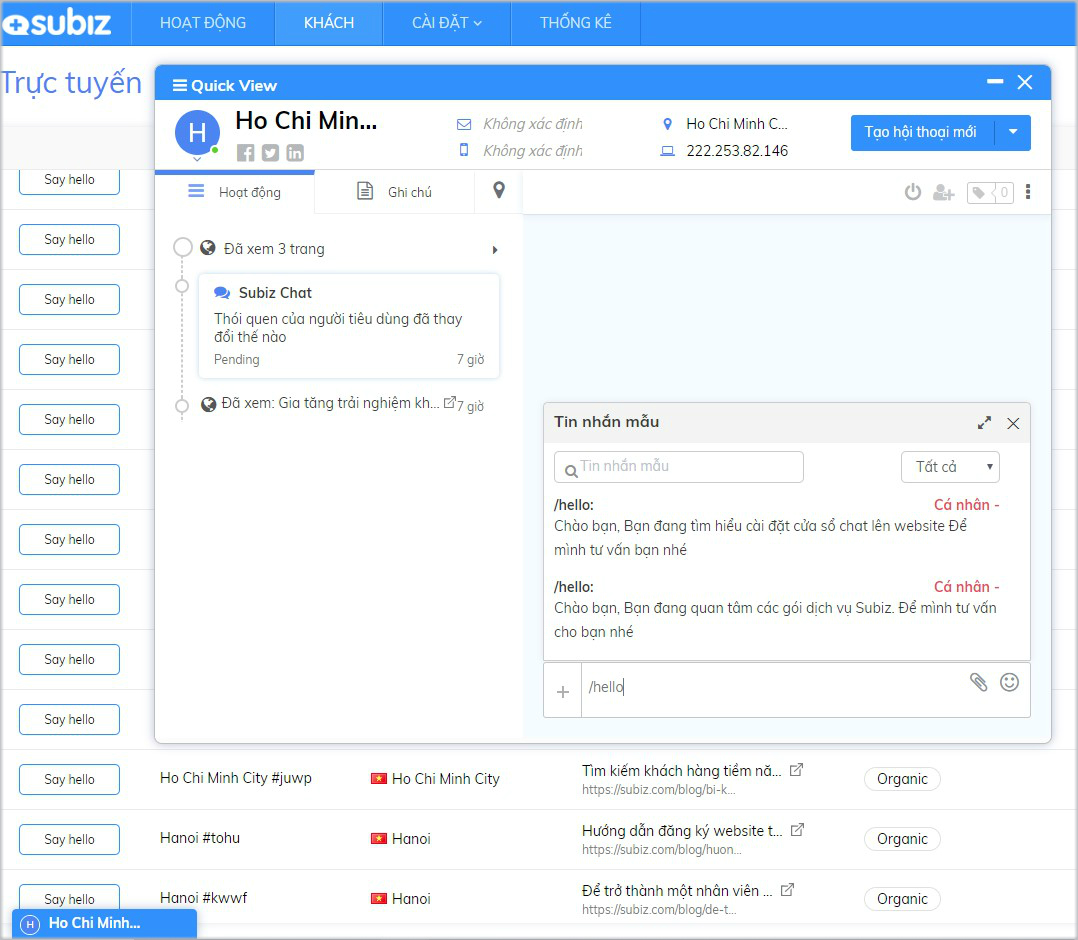 subiz
HOẠT ĐỘNG
KHÁCH
CÀI ĐẶT
THỐNG KÊ
Trực tuyến
Quick View
H
Ho Chi Min...
Không xác định
Không xác định
Ho Chi Minh C...
222.253.82.146
Tạo hội thoại mới
Hoạt động
Ghi chú
0
Đã xem 3 trang
Subiz Chat
Thói quen của người tiêu dùng đã thay
đổi thế nào
Pending
7 giờ
Đã xem: Gia tăng trải nghiệm kh...
7 giờ
Tin nhắn mẫu
Tin nhắn mẫu
Tất cả
/hello:
Cá nhân -
Chào bạn, Bạn đang tìm hiểu cài đặt cửa sổ chat lên website Để
mình tư vấn bạn nhé
/hello:
Cá nhân -
Chào bạn, Bạn đang quan tâm các gói dịch vụ Subiz. Để mình tư vấn
cho bạn nhé
/hello
Say hello
Say hello
Say hello
Say hello
Say hello
Say hello
Say hello
Say hello
Say hello
Say hello
Say hello
Ho Chi Minh City #juwp
Ho Chi Minh City
Tìm kiếm khách hàng tiềm nă...
https://subiz.com/blog/bi-k...
Organic
Say hello
Hanoi #tohu
Hanoi
Hướng dẫn đăng ký website t...
https://subiz.com/blog/huon...
Organic
Say hello
Hanoi #kwwf
Hanoi
Để trở thành một nhân viên ...
https://subiz.com/blog/de-t...
Organic
H
Ho Chi Minh...